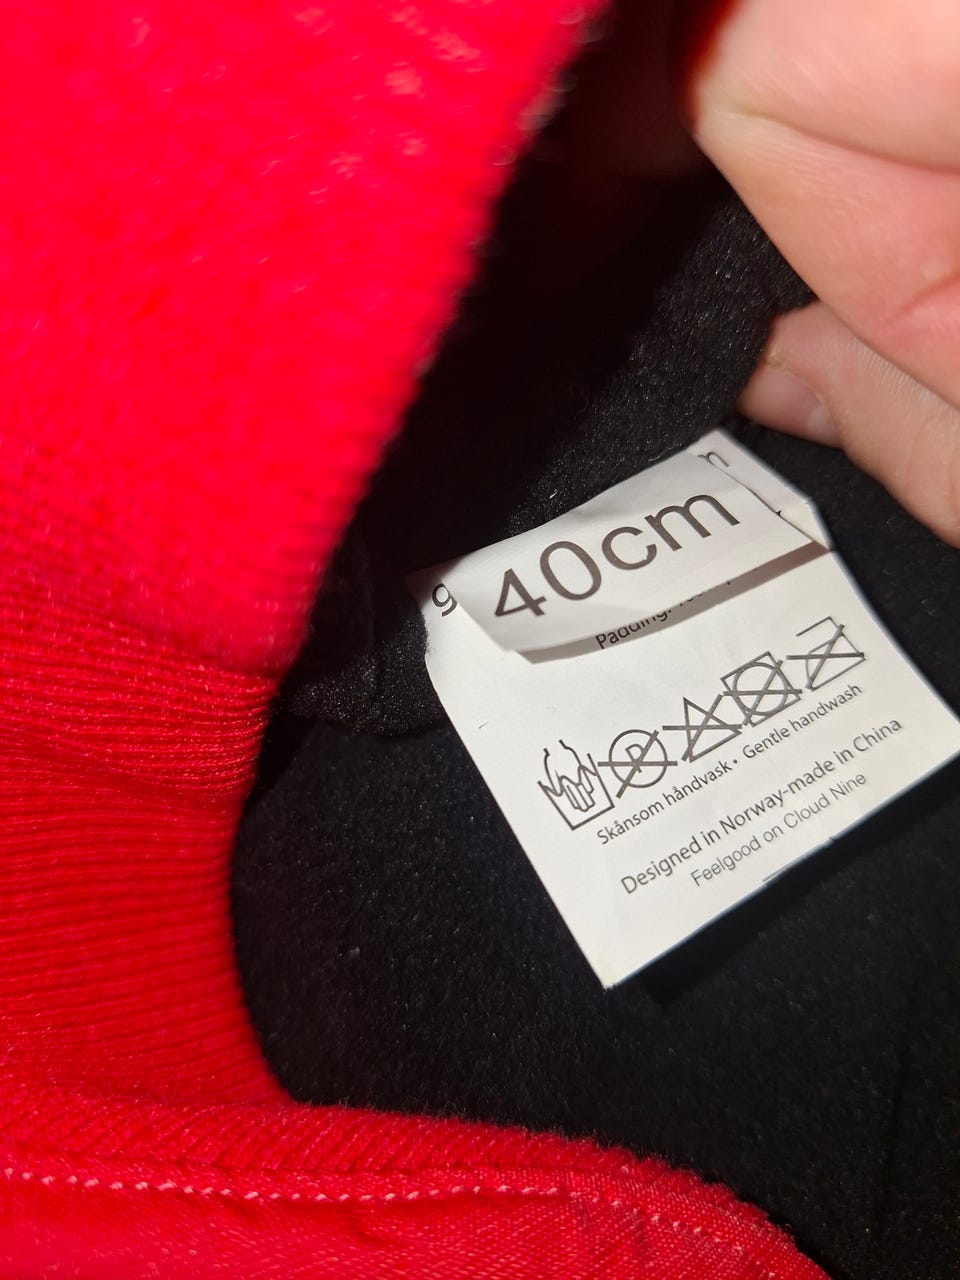 40cm
Skånsom håndvask • Gentle handwash
Designed in Norway-made in China
Feelgood on Cloud Nine